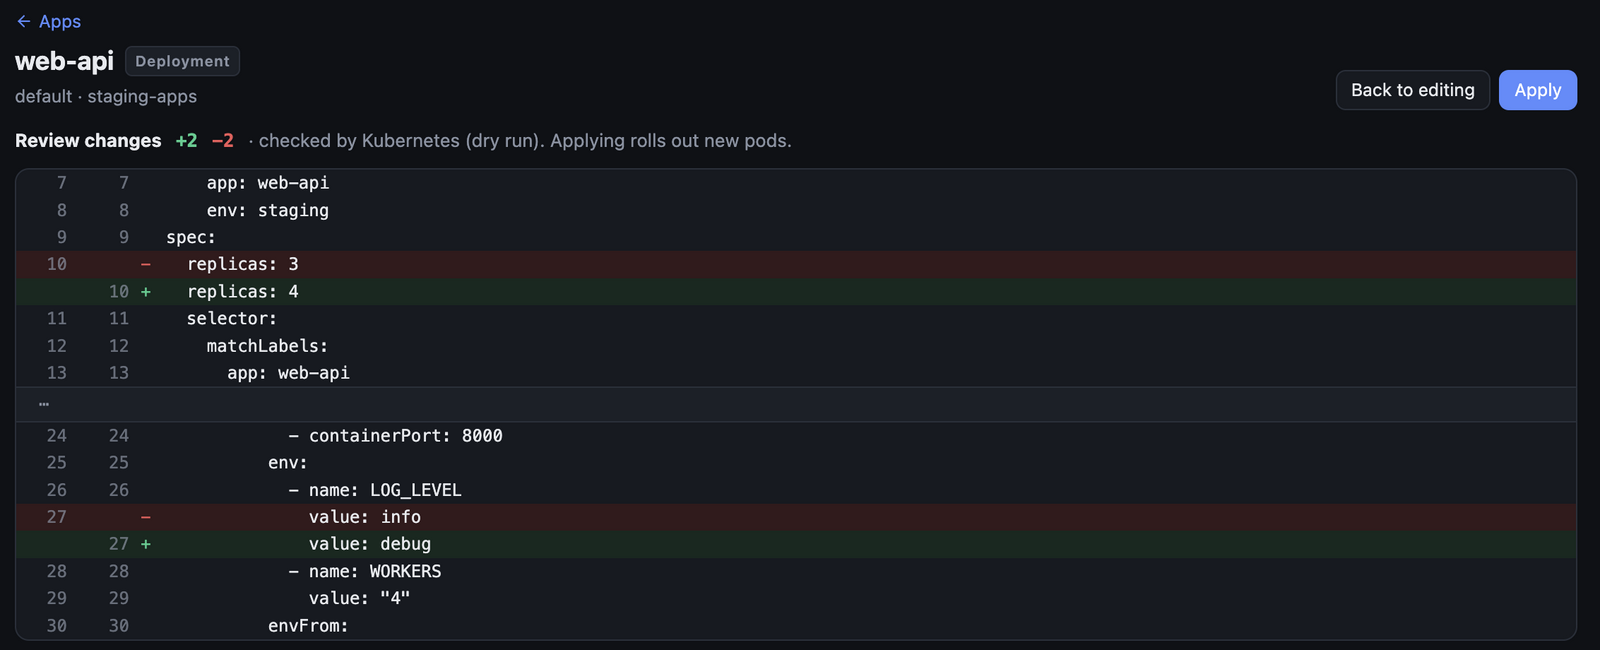 ← Apps
web-api Deployment
default · staging-apps
Back to editing Apply
Review changes +2 −2 · checked by Kubernetes (dry run). Applying rolls out new pods.
7 7     app: web-api
8 8     env: staging
9 9 spec:
10 −   replicas: 3
10 +   replicas: 4
11 11   selector:
12 12     matchLabels:
13 13       app: web-api
⋯
24 24             - containerPort: 8000
25 25           env:
26 26             - name: LOG_LEVEL
27 −               value: info
27 +               value: debug
28 28             - name: WORKERS
29 29               value: "4"
30 30           envFrom: